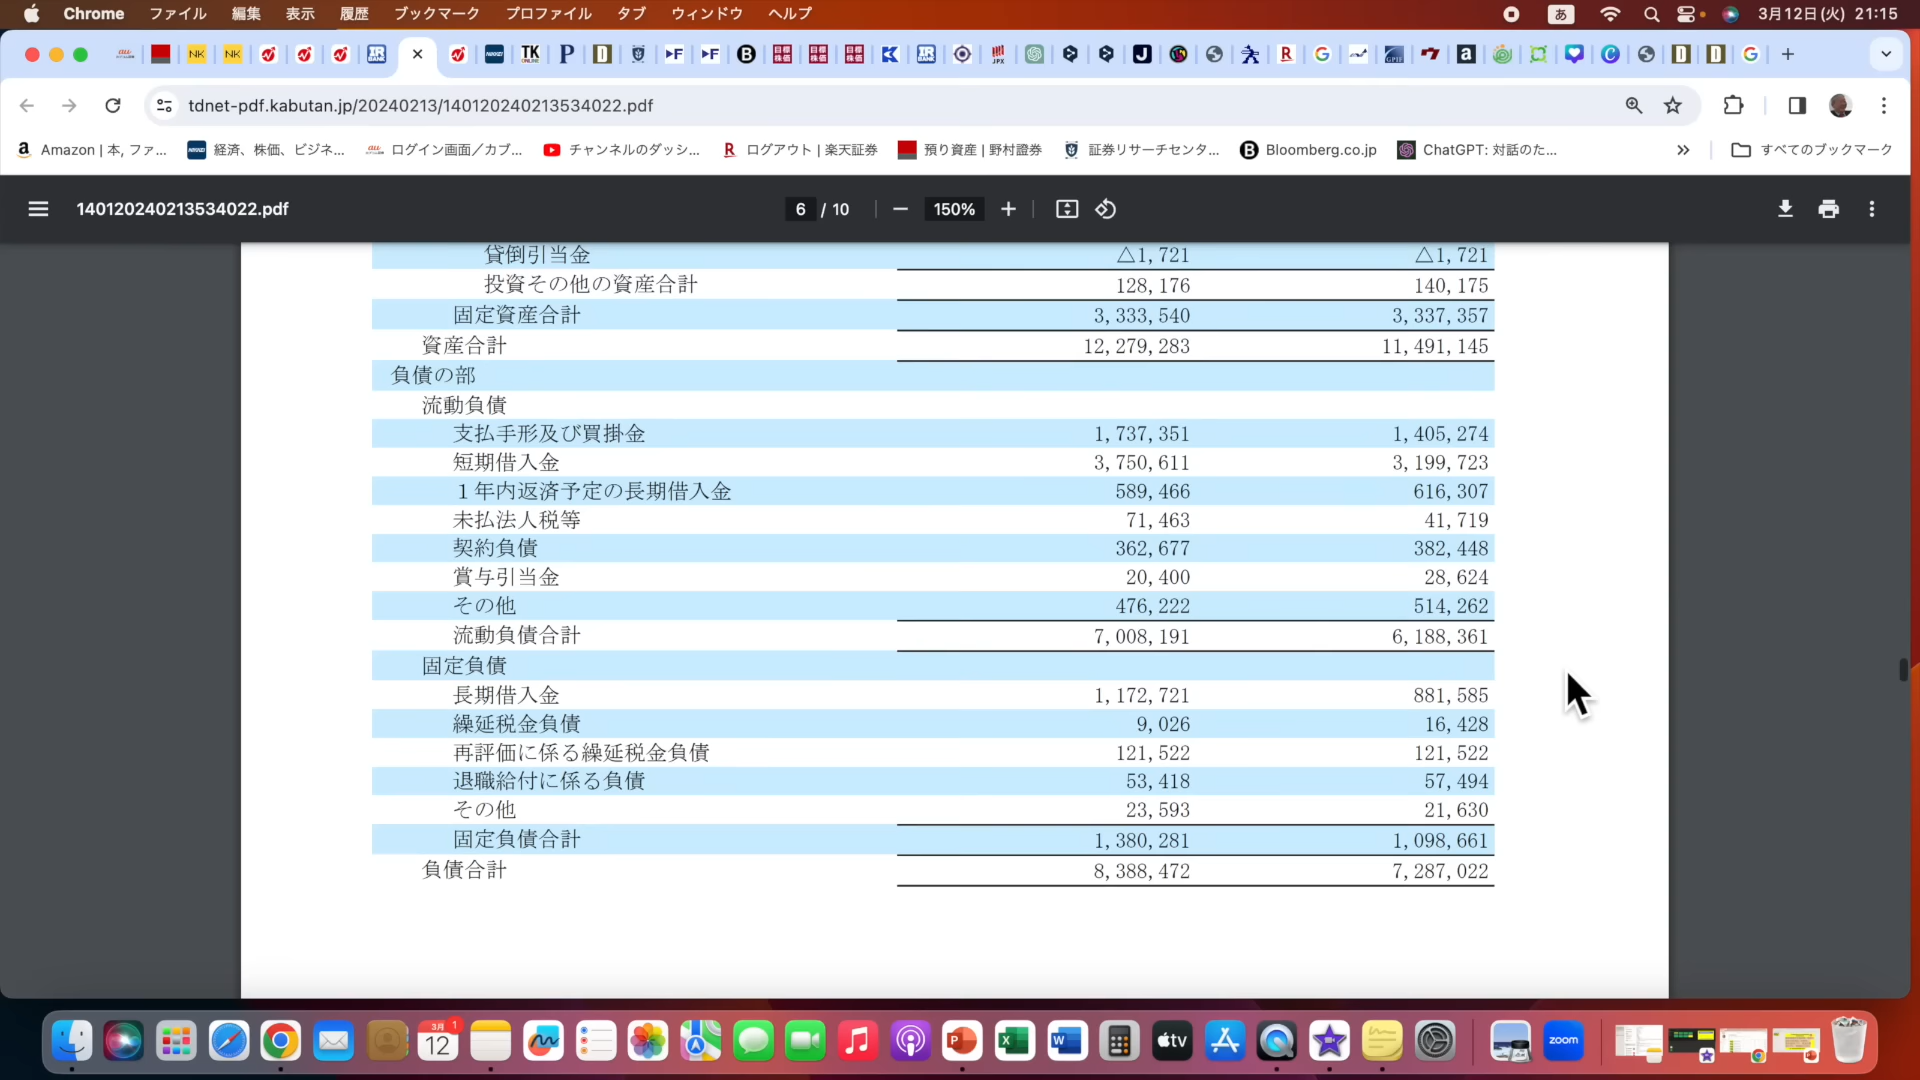 Chrome ファイル 編集 表示 履歴 ブックマーク プロファイル タブ ウィンドウ ヘルプ あ 3月12日(火) 21:15
tdnet-pdf.kabutan.jp/20240213/140120240213534022.pdf
Amazon | 本, ファ... 経済、株価、ビジネ... ログイン画面／カブ... チャンネルのダッシ... ログアウト | 楽天証券 預り資産 | 野村證券 証券リサーチセンタ... Bloomberg.co.jp ChatGPT: 対話のた... » すべてのブックマーク
140120240213534022.pdf 6 / 10 150%
貸倒引当金 △1,721 △1,721
投資その他の資産合計 128,176 140,175
固定資産合計 3,333,540 3,337,357
資産合計 12,279,283 11,491,145
負債の部
流動負債
支払手形及び買掛金 1,737,351 1,405,274
短期借入金 3,750,611 3,199,723
１年内返済予定の長期借入金 589,466 616,307
未払法人税等 71,463 41,719
契約負債 362,677 382,448
賞与引当金 20,400 28,624
その他 476,222 514,262
流動負債合計 7,008,191 6,188,361
固定負債
長期借入金 1,172,721 881,585
繰延税金負債 9,026 16,428
再評価に係る繰延税金負債 121,522 121,522
退職給付に係る負債 53,418 57,494
その他 23,593 21,630
固定負債合計 1,380,281 1,098,661
負債合計 8,388,472 7,287,022
3月 1
12 tv zoom